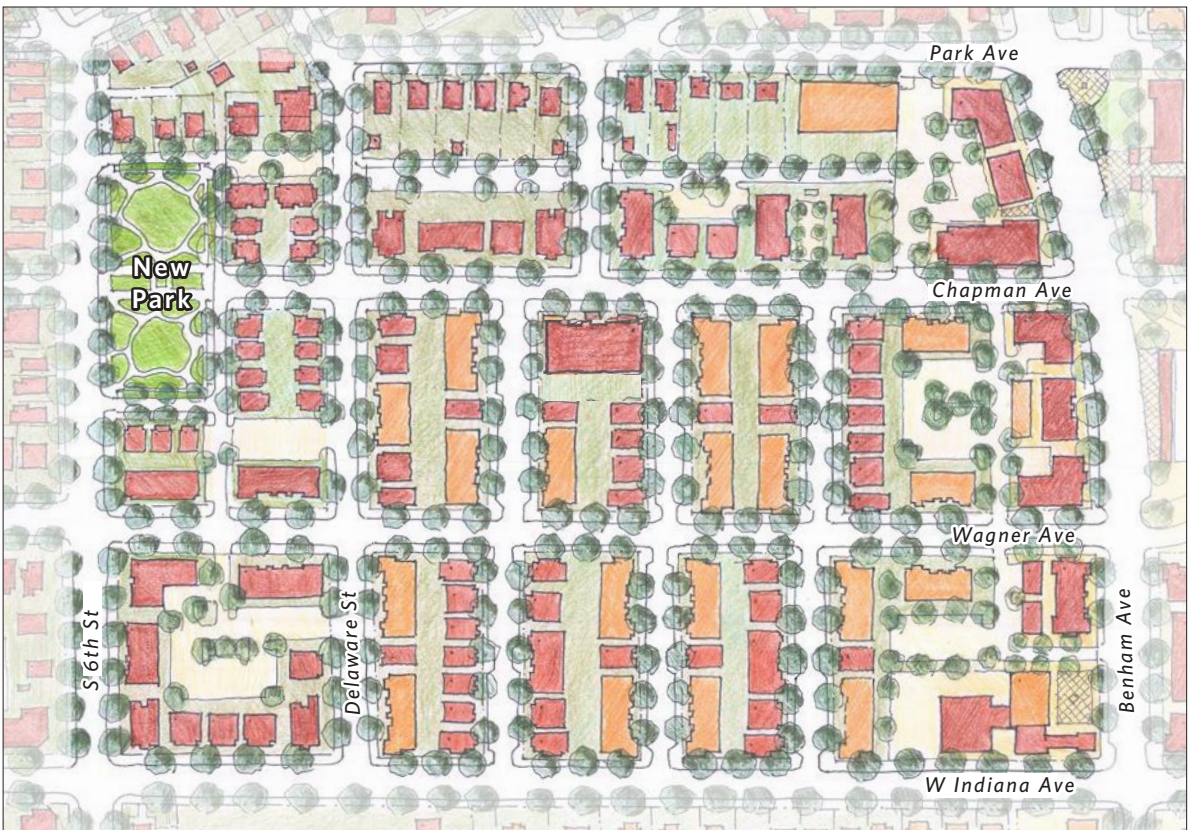 Park Ave
New
Park
Chapman Ave
Wagner Ave
S 6th St
Delaware St
Benham Ave
W Indiana Ave